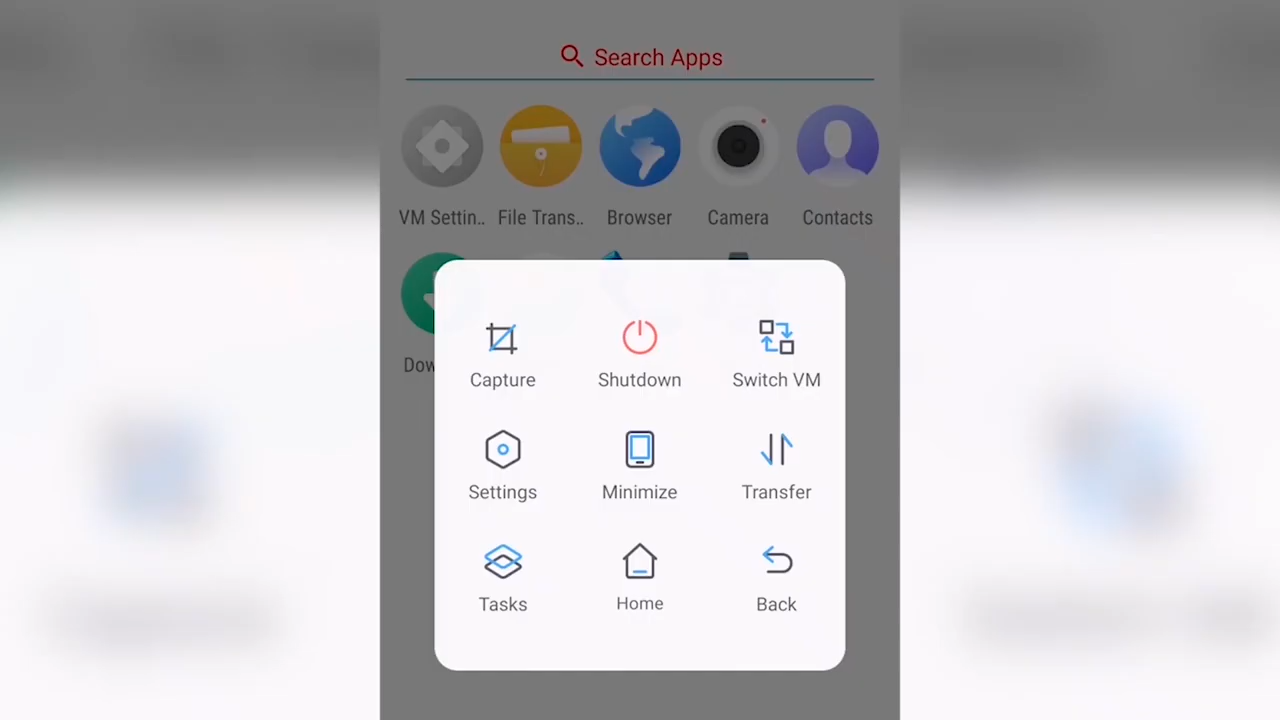 Search Apps
VM Settin.. File Trans.. Browser Camera Contacts
Dow
Capture Shutdown Switch VM
Settings Minimize Transfer
Tasks Home Back